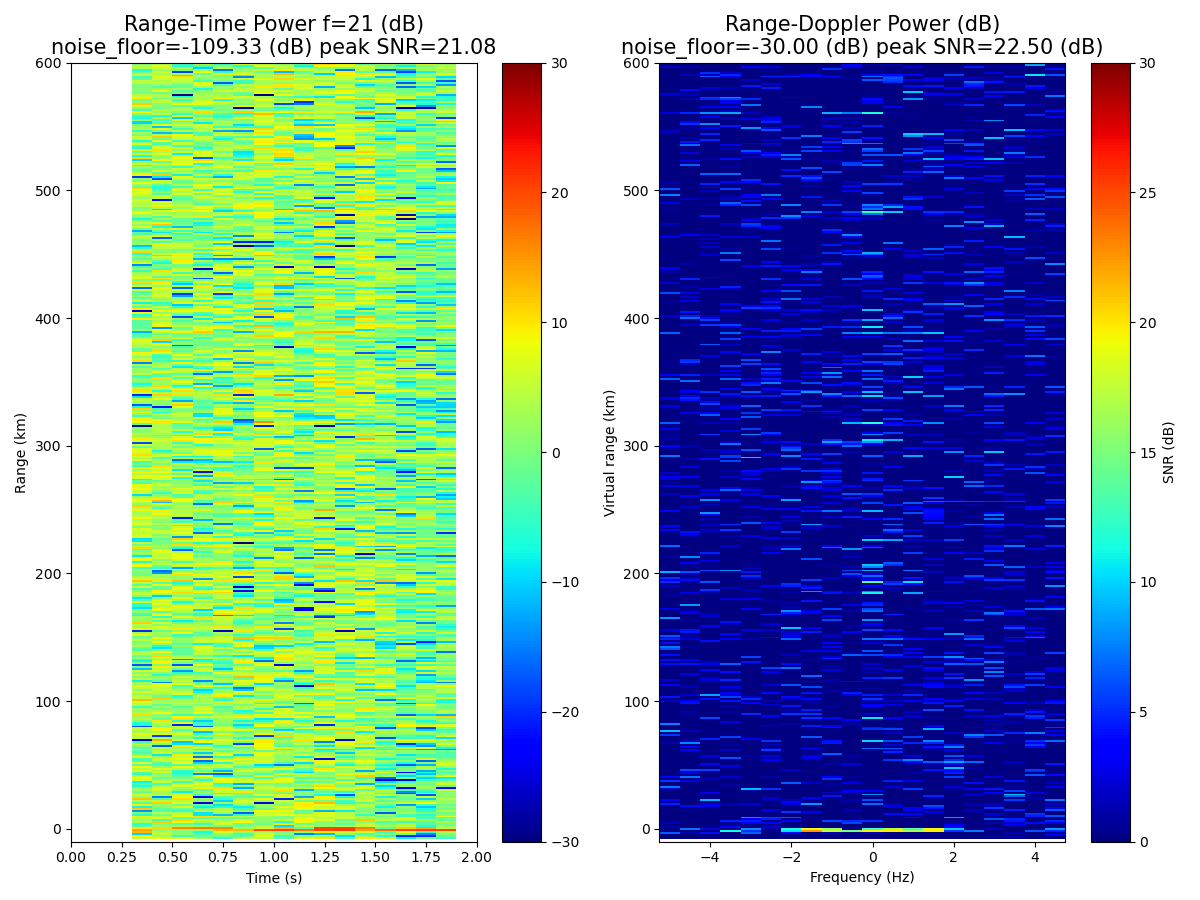 Range-Time Power f=21 (dB)
noise_floor=-109.33 (dB) peak SNR=21.08
Range (km)
600
500
400
300
200
100
0
0.00 0.25 0.50 0.75 1.00 1.25 1.50 1.75 2.00
Time (s)
30
20
10
0
−10
−20
−30
Range-Doppler Power (dB)
noise_floor=-30.00 (dB) peak SNR=22.50 (dB)
Virtual range (km)
600
500
400
300
200
100
0
−4 −2 0 2 4
Frequency (Hz)
30
25
20
15
10
5
0
SNR (dB)